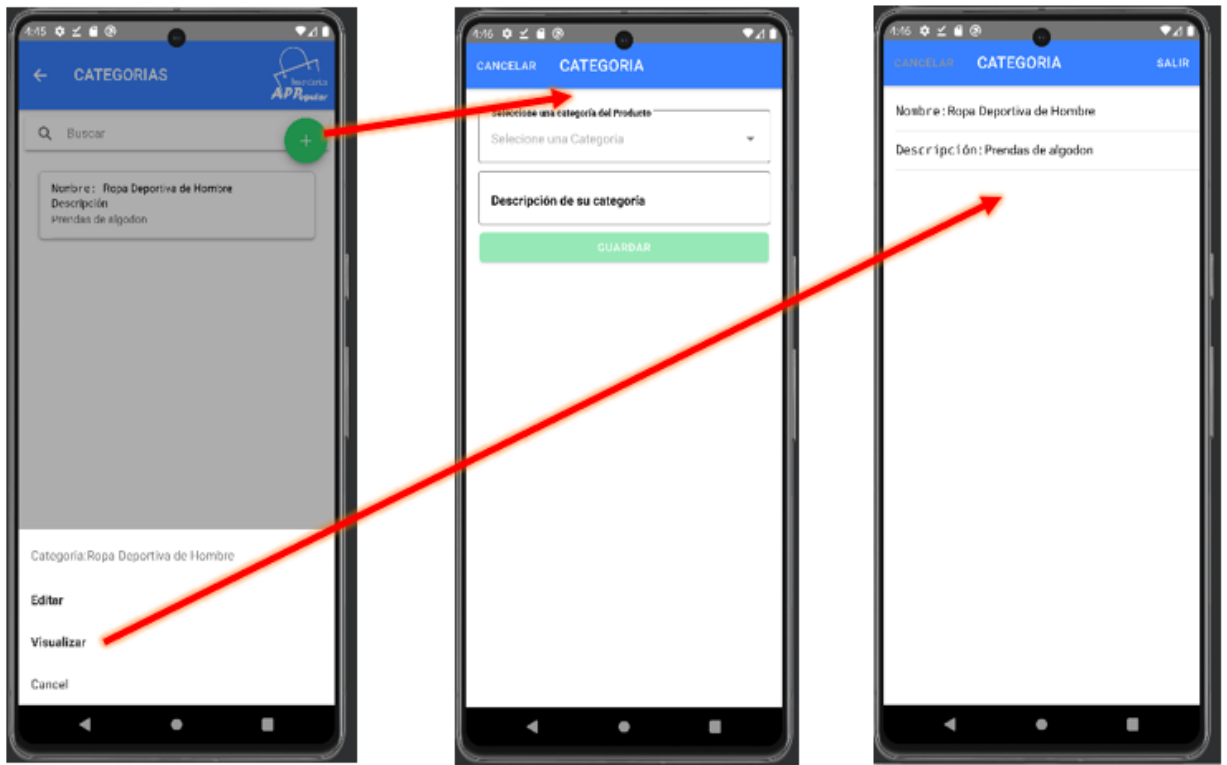 4:45
CATEGORIAS
APPopular
Buscar
+
Nombre: Ropa Deportiva de Hombre
Descripción
Prendas de algodon
Categoria:Ropa Deportiva de Hombre
Editar
Visualizar
Cancel
4:46
CANCELAR CATEGORIA
Selecione una categoría del Producto
Selecione una Categoria
Descripción de su categoría
GUARDAR
4:46
CANCELAR CATEGORIA SALIR
Nombre:Ropa Deportiva de Hombre
Descripción:Prendas de algodon